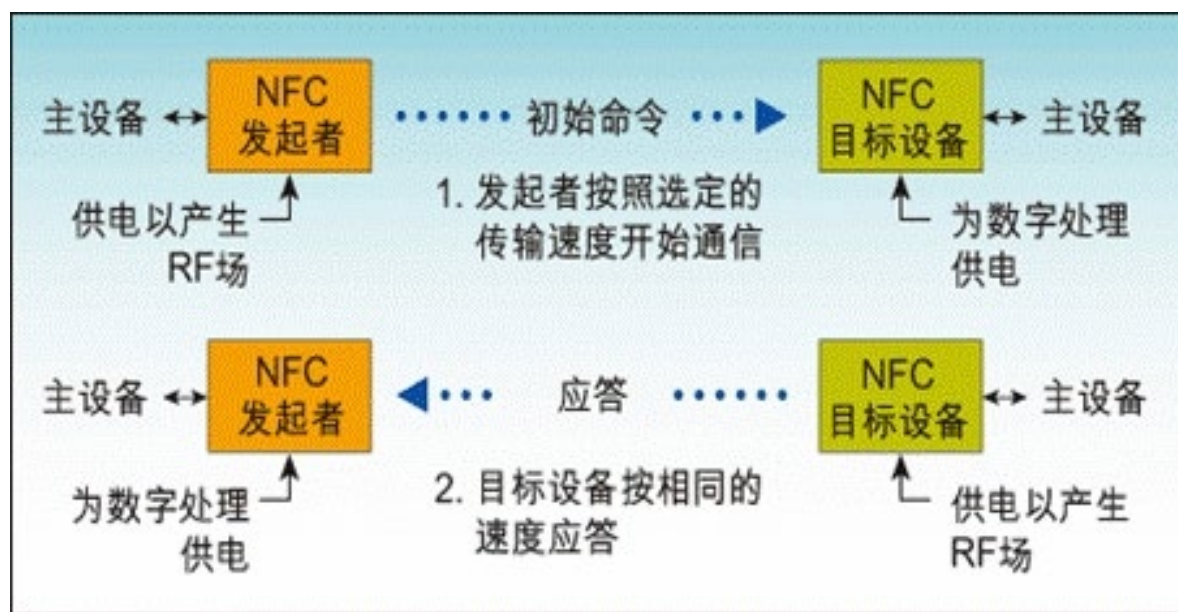 主设备
NFC
发起者
初始命令
NFC
目标设备
主设备
供电以产生
RF场
1. 发起者按照选定的
传输速度开始通信
为数字处理
供电
主设备
NFC
发起者
应答
NFC
目标设备
主设备
为数字处理
供电
2. 目标设备按相同的
速度应答
供电以产生
RF场